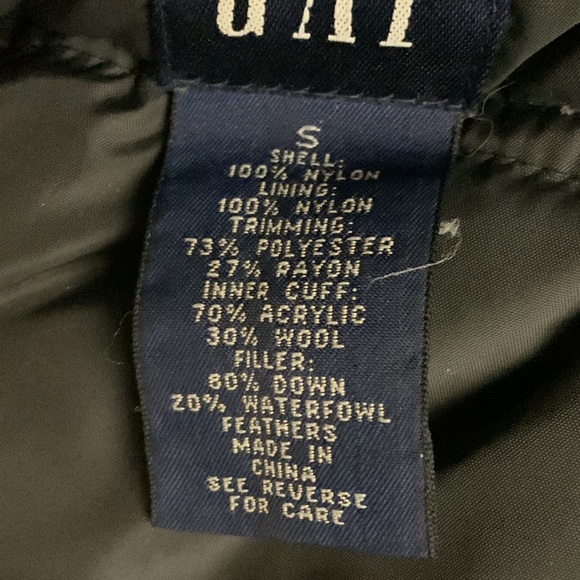 GAP
S
SHELL:
100% NYLON
LINING:
100% NYLON
TRIMMING:
73% POLYESTER
27% RAYON
INNER CUFF:
70% ACRYLIC
30% WOOL
FILLER:
80% DOWN
20% WATERFOWL
FEATHERS
MADE IN
CHINA
SEE REVERSE
FOR CARE